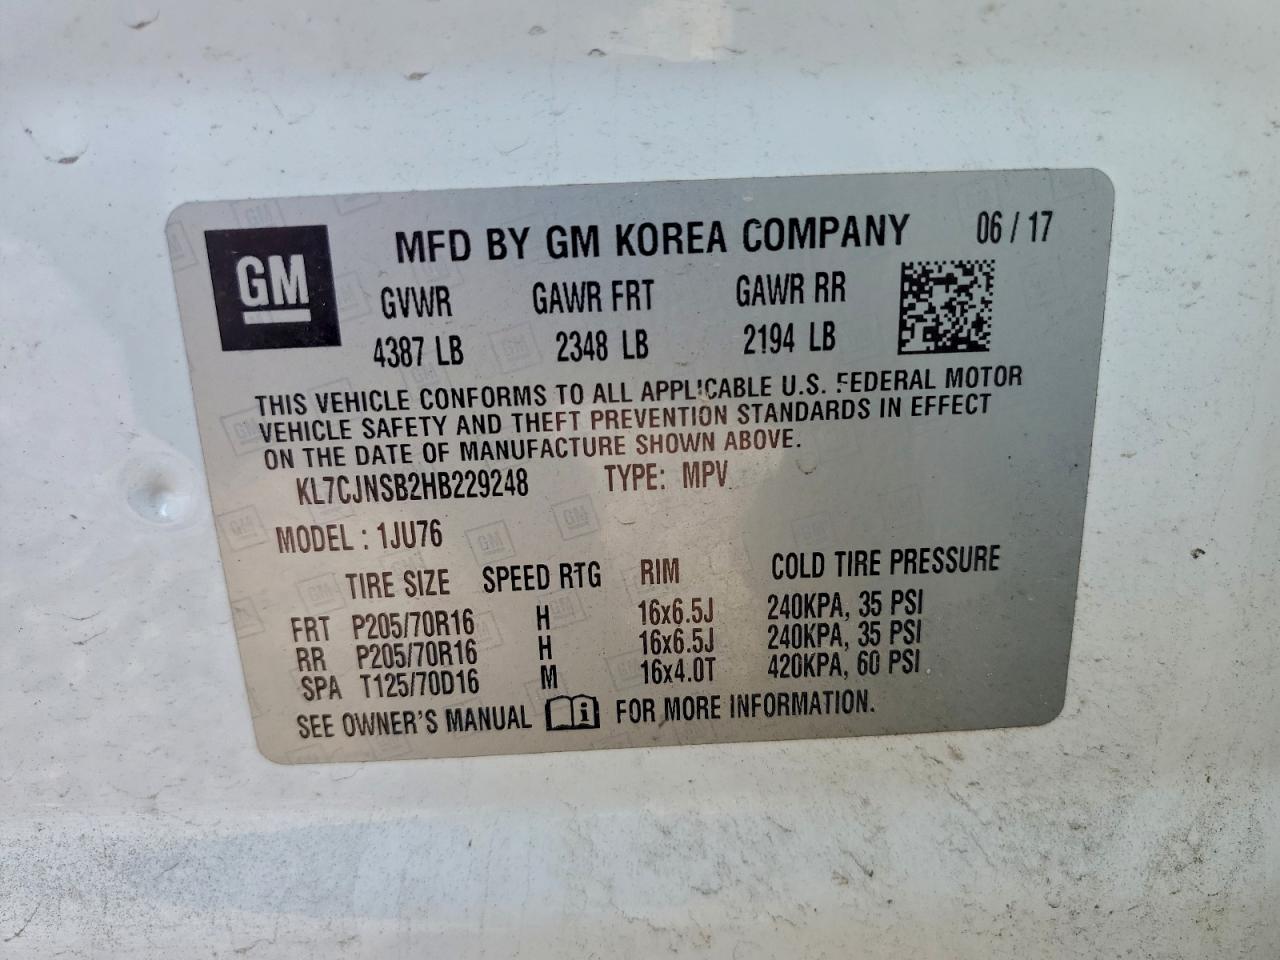 GM
MFD BY GM KOREA COMPANY 06 / 17
GVWR GAWR FRT GAWR RR
4387 LB 2348 LB 2194 LB
THIS VEHICLE CONFORMS TO ALL APPLICABLE U.S. FEDERAL MOTOR
VEHICLE SAFETY AND THEFT PREVENTION STANDARDS IN EFFECT
ON THE DATE OF MANUFACTURE SHOWN ABOVE.
KL7CJNSB2HB229248 TYPE: MPV
MODEL : 1JU76
TIRE SIZE SPEED RTG RIM COLD TIRE PRESSURE
FRT P205/70R16 H 16x6.5J 240KPA, 35 PSI
RR P205/70R16 H 16x6.5J 240KPA, 35 PSI
SPA T125/70D16 M 16x4.0T 420KPA, 60 PSI
SEE OWNER'S MANUAL i FOR MORE INFORMATION.